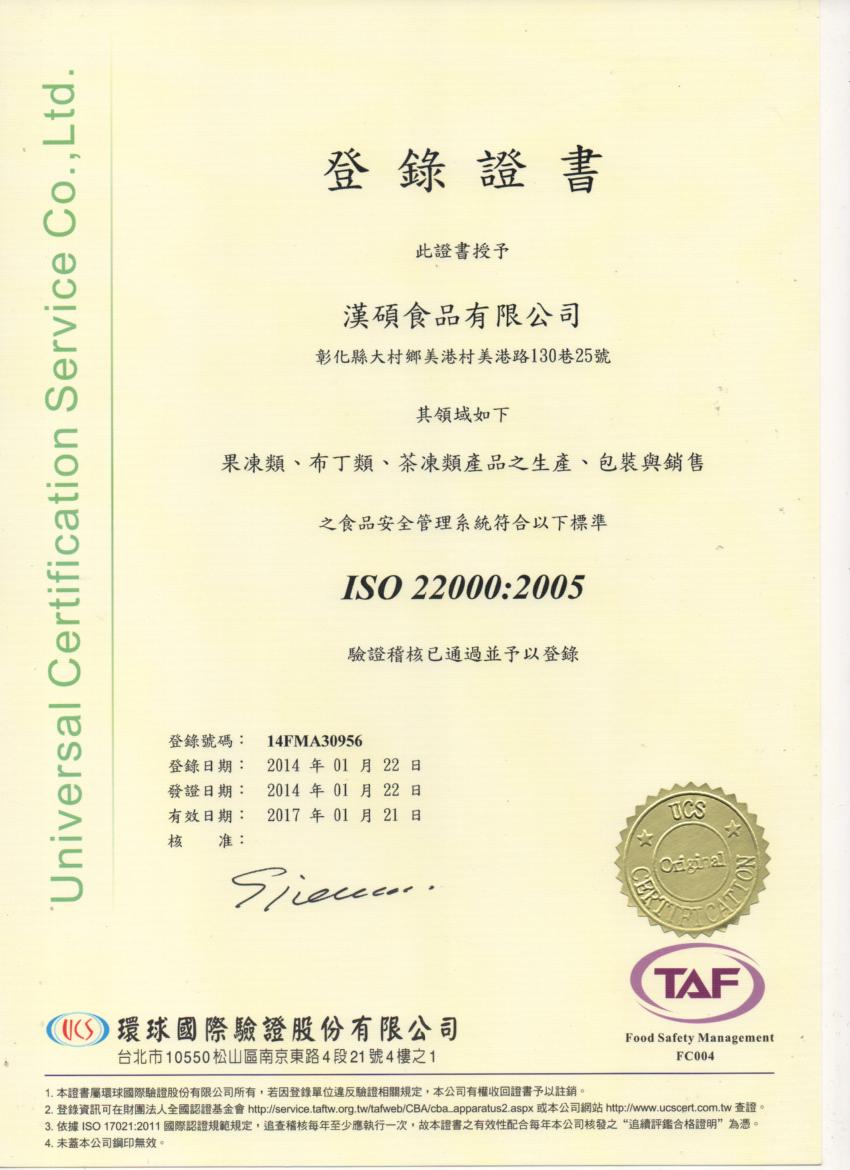 Universal Certification Service Co.,Ltd.
登錄證書
此證書授予
漢碩食品有限公司
彰化縣大村鄉美港村美港路130巷25號
其領域如下
果凍類、布丁類、茶凍類產品之生產、包裝與銷售
之食品安全管理系統符合以下標準
ISO 22000:2005
驗證稽核已通過並予以登錄
登錄號碼： 14FMA30956
登錄日期： 2014 年 01 月 22 日
發證日期： 2014 年 01 月 22 日
有效日期： 2017 年 01 月 21 日
核 准：
UCS
Original
CERTIFICATION
TAF
Food Safety Management
FC004
UCS 環球國際驗證股份有限公司
台北市10550松山區南京東路4段21號4樓之1
1. 本證書屬環球國際驗證股份有限公司所有，若因登錄單位違反驗證相關規定，本公司有權收回證書予以註銷。
2. 登錄資訊可在財團法人全國認證基金會 http://service.taftw.org.tw/tafweb/CBA/cba_apparatus2.aspx 或本公司網站 http://www.ucscert.com.tw 查證。
3. 依據 ISO 17021:2011 國際認證規範規定，追查稽核每年至少應執行一次，故本證書之有效性配合每年本公司核發之“追續評鑑合格證明”為憑。
4. 未蓋本公司鋼印無效。